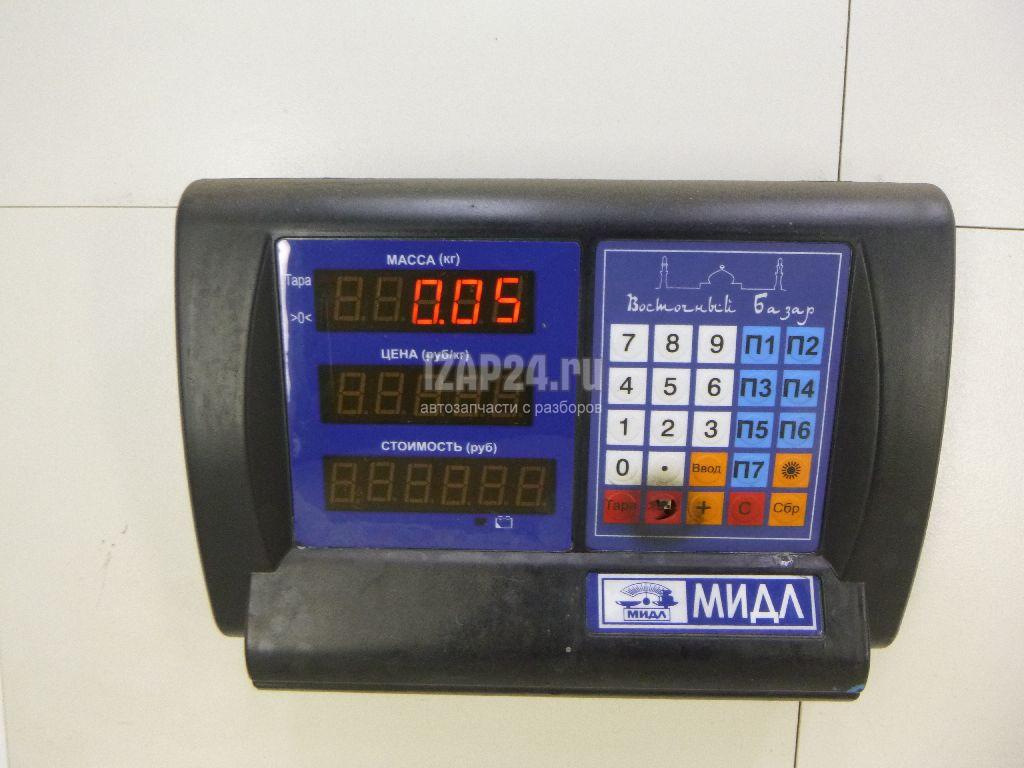 МАССА (кг)
Тара
0.05
>0<
ЦЕНА (руб/кг)
СТОИМОСТЬ (руб)
Восточный Базар
7 8 9 П1 П2
4 5 6 П3 П4
1 2 3 П5 П6
0 . Ввод П7
Тара + С Сбр
МИДЛ МИДЛ
IZAP24.ru
автозапчасти с разборов